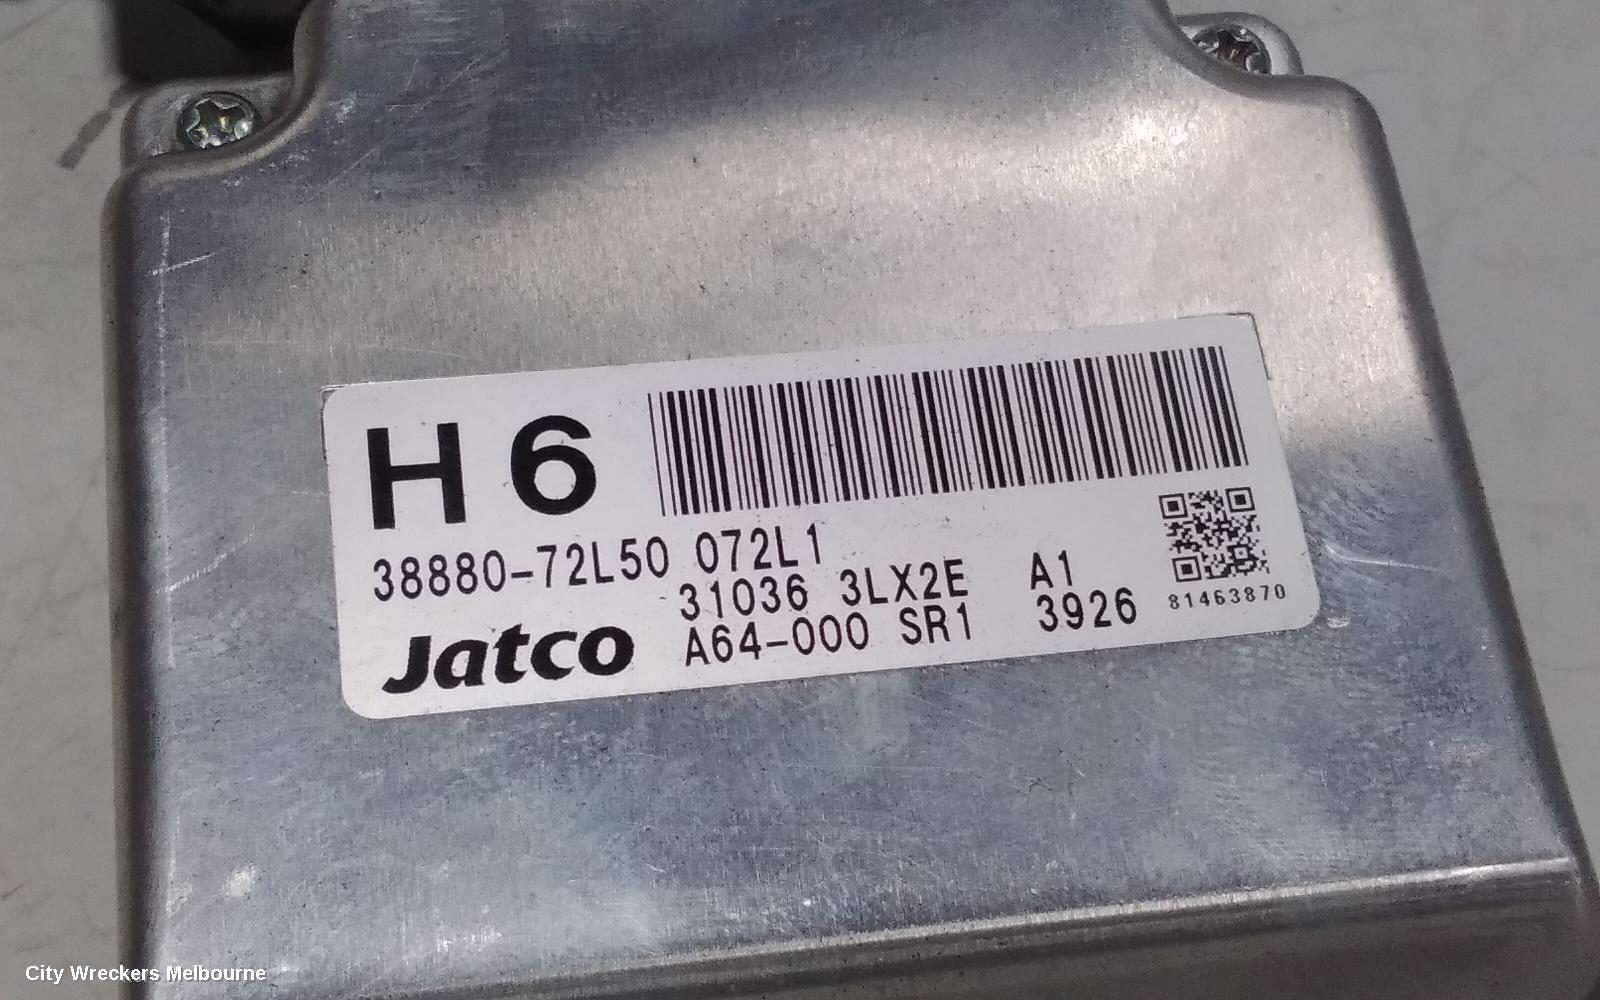 H6
38880-72L50 072L1
31036 3LX2E A1
Jatco A64-000 SR1 3926
81463870
City Wreckers Melbourne